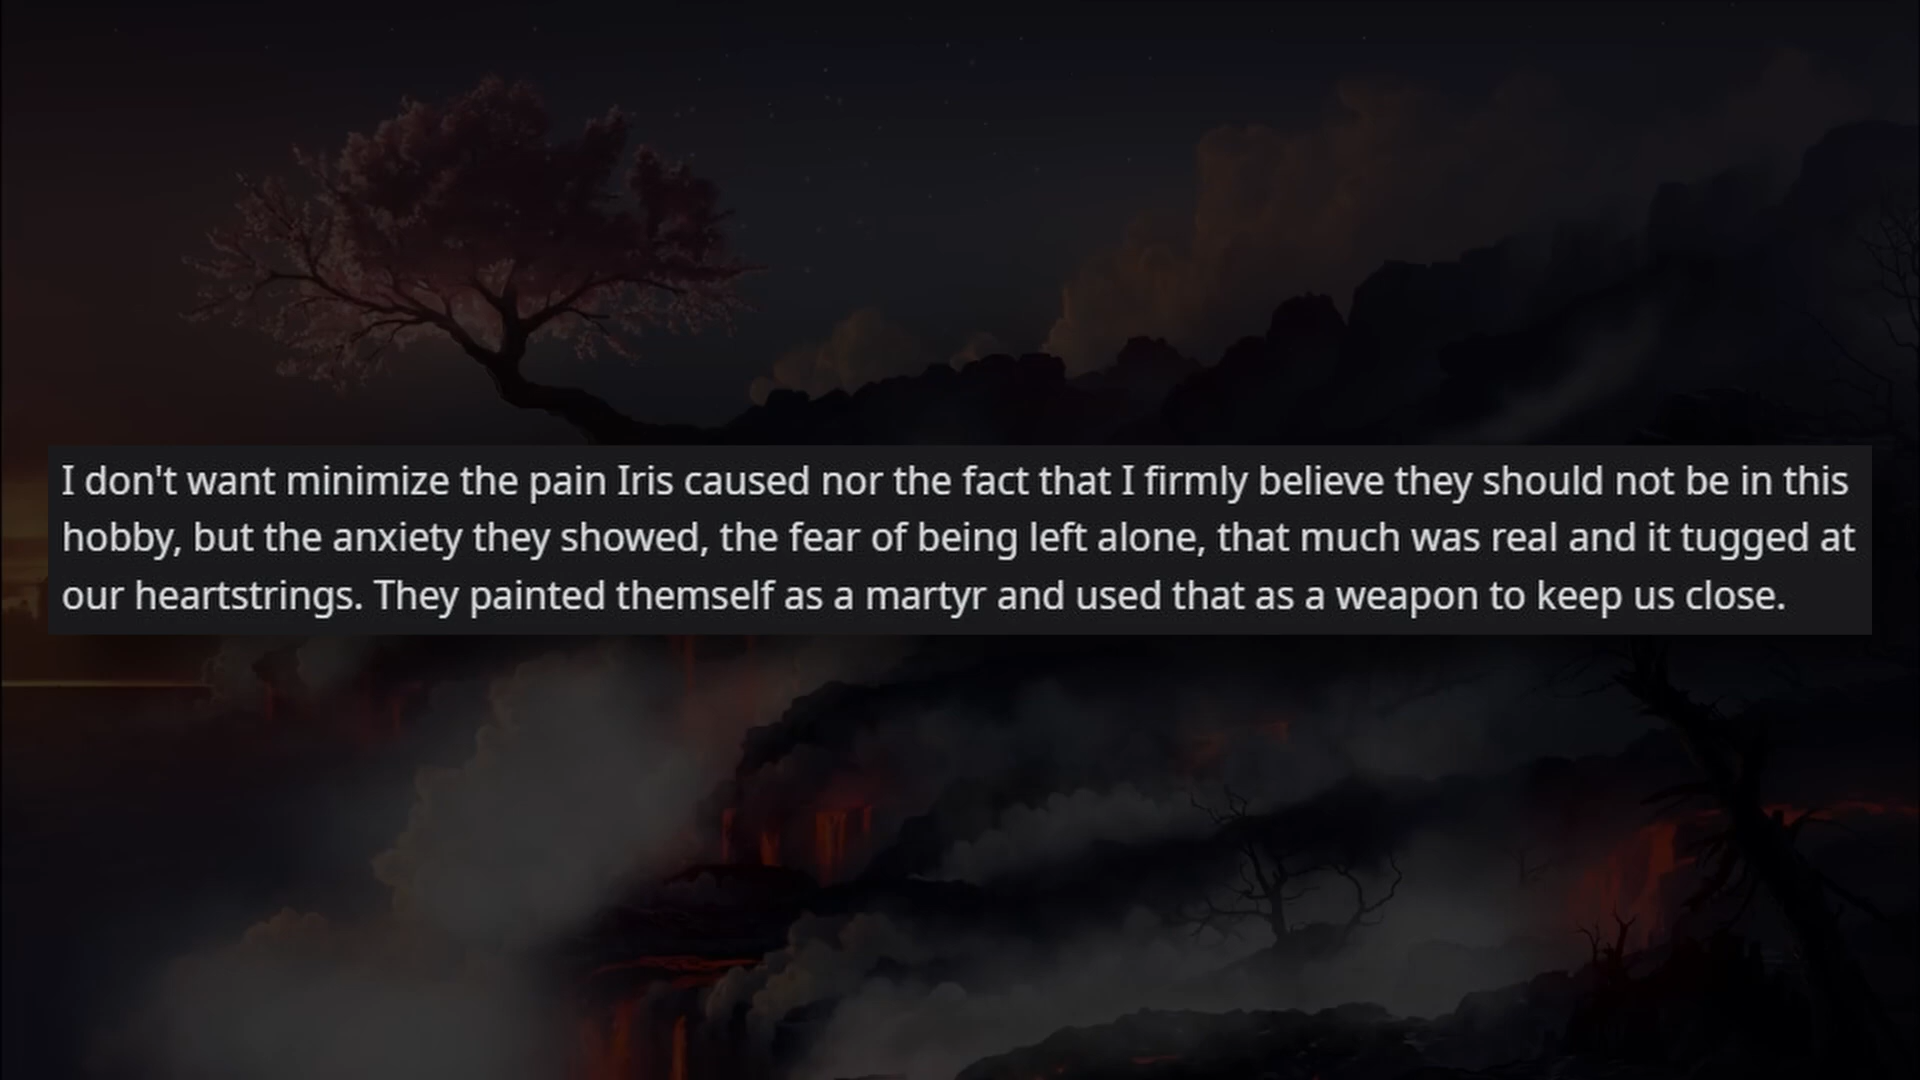 I don't want minimize the pain Iris caused nor the fact that I firmly believe they should not be in this
hobby, but the anxiety they showed, the fear of being left alone, that much was real and it tugged at
our heartstrings. They painted themself as a martyr and used that as a weapon to keep us close.